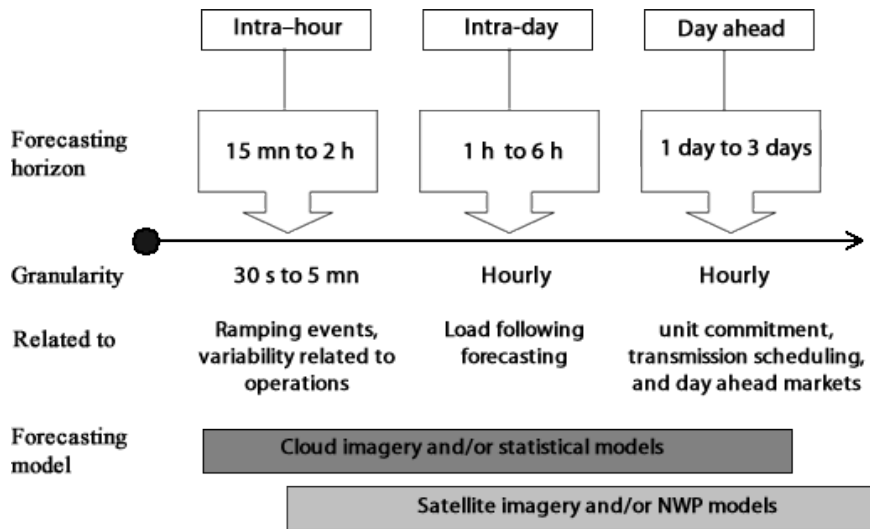 Intra–hour
Intra-day
Day ahead
Forecasting
horizon
15 mn to 2 h
1 h to 6 h
1 day to 3 days
Granularity
30 s to 5 mn
Hourly
Hourly
Related to
Ramping events,
variability related to
operations
Load following
forecasting
unit commitment,
transmission scheduling,
and day ahead markets
Forecasting
model
Cloud imagery and/or statistical models
Satellite imagery and/or NWP models